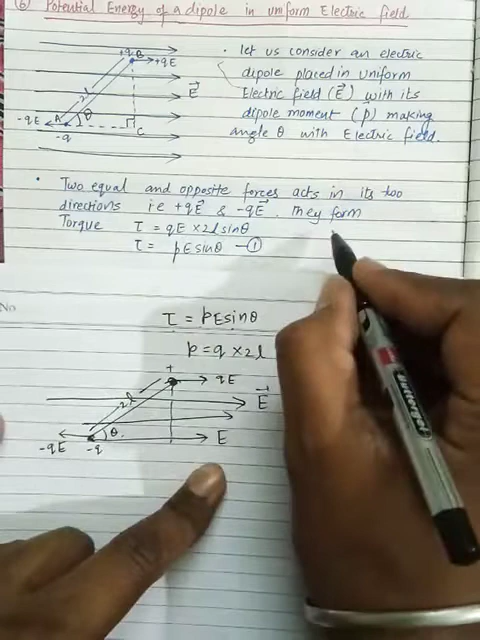 ⑥ Potential Energy of a dipole in uniform Electric field
+q B
+qE
2l
E⃗
-qE A θ
-q
C
• let us consider an electric
dipole placed in uniform
Electric field (E⃗) with its
dipole moment (p⃗) making
angle θ with Electric field.
• Two equal and opposite forces acts in its two
directions i.e +qE⃗ & -qE⃗. They form
Torque τ = qE × 2l sinθ
τ = pE sinθ —①
No
τ = pE sinθ
p = q × 2l
+
qE
2l
E⃗
θ
E
-qE -q